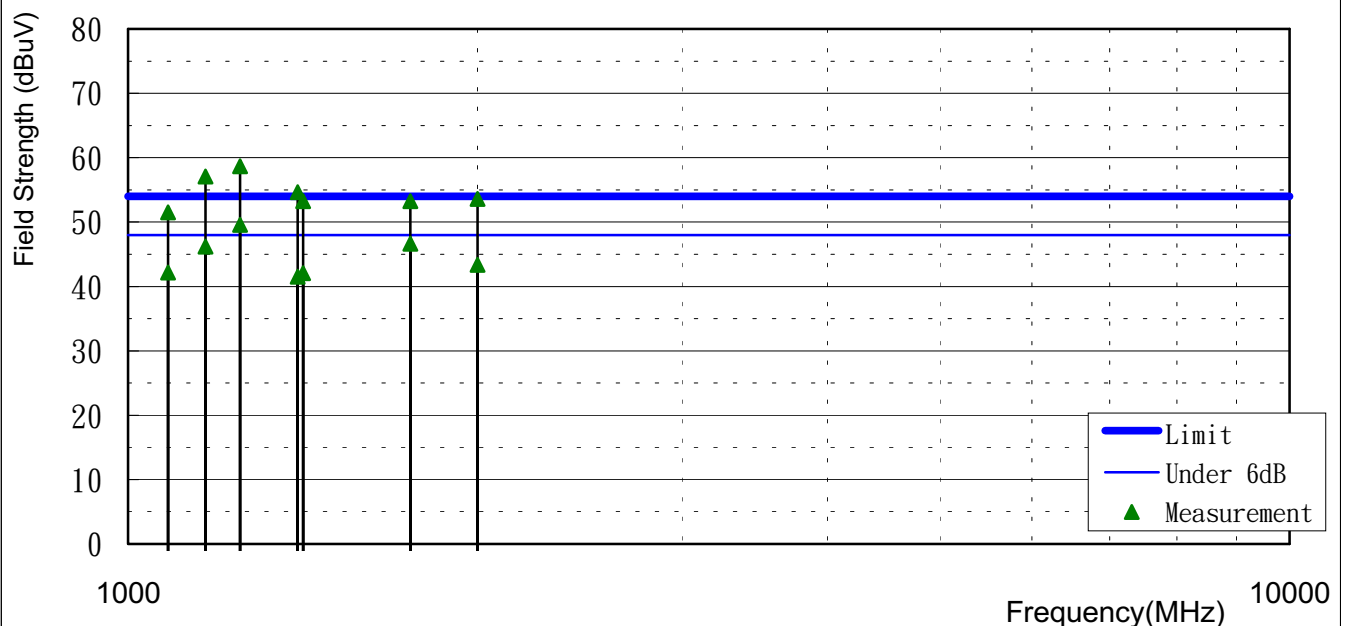 Field Strength (dBuV)
80
70
60
50
40
30
20
10
0
1000
10000
Frequency(MHz)
Limit
Under 6dB
Measurement